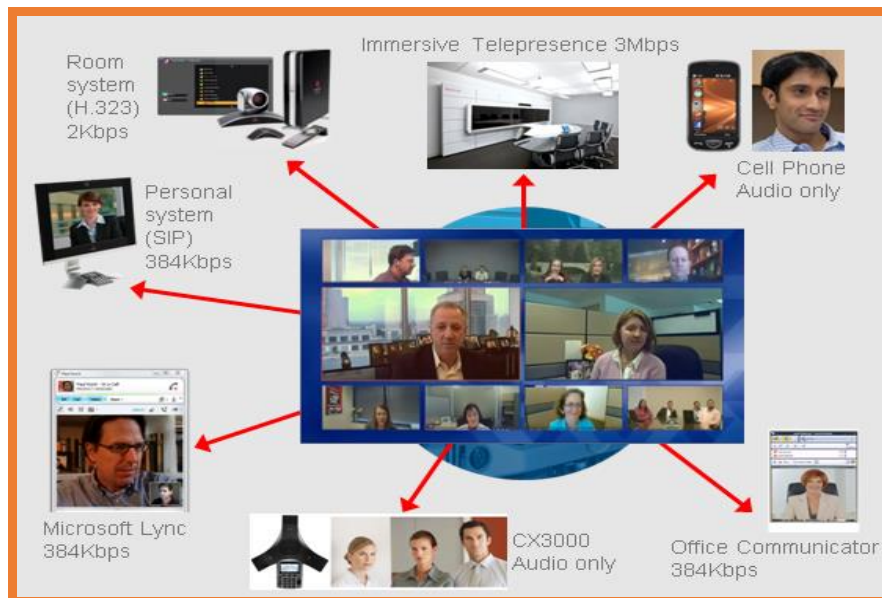 Immersive Telepresence 3Mbps
Room
system
(H.323)
2Kbps
Cell Phone
Audio only
Personal
system
(SIP)
384Kbps
Microsoft Lync
384Kbps
CX3000
Audio only
Office Communicator
384Kbps